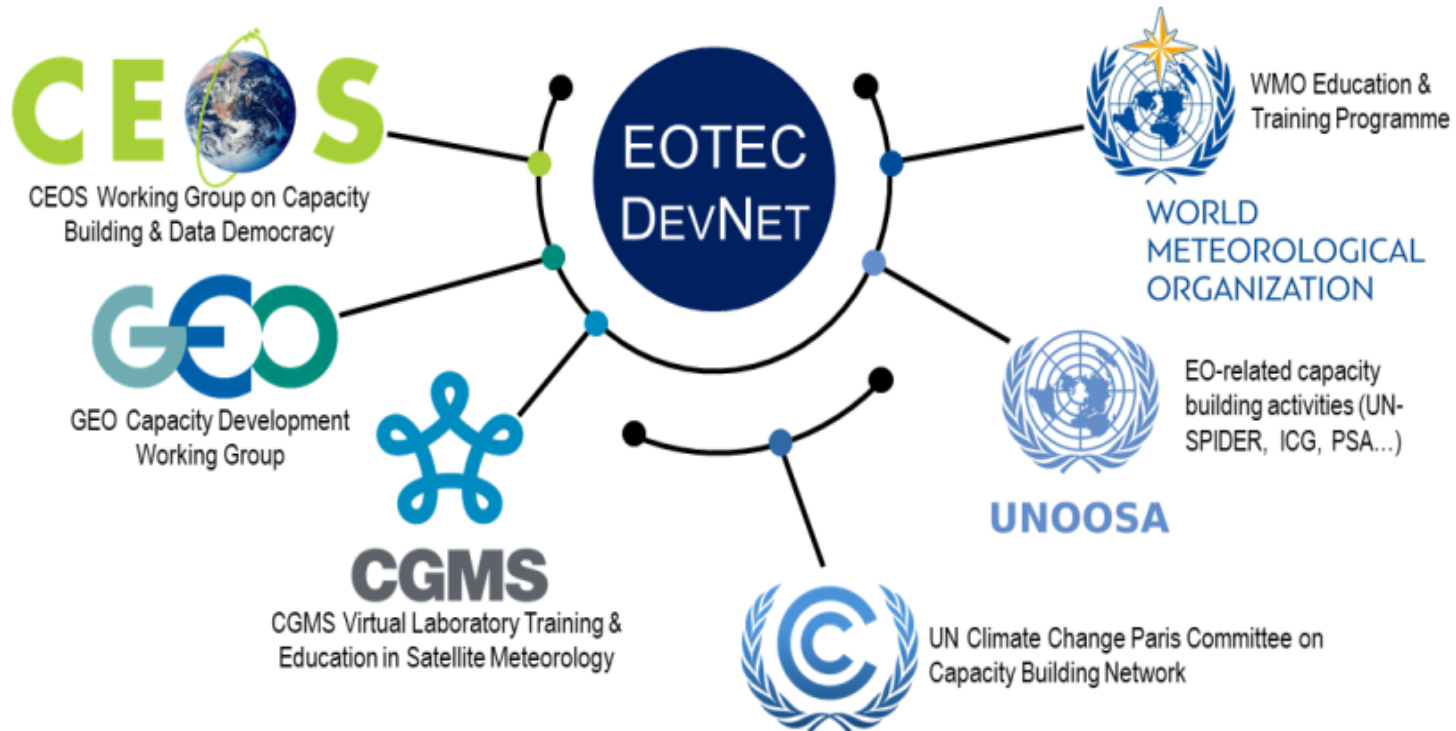 CEOS
CEOS Working Group on Capacity
Building & Data Democracy
GEO
GEO Capacity Development
Working Group
CGMS
CGMS Virtual Laboratory Training &
Education in Satellite Meteorology
EOTEC
DEVNET
WMO Education &
Training Programme
WORLD
METEOROLOGICAL
ORGANIZATION
EO-related capacity
building activities (UN-
SPIDER, ICG, PSA...)
UNOOSA
UN Climate Change Paris Committee on
Capacity Building Network